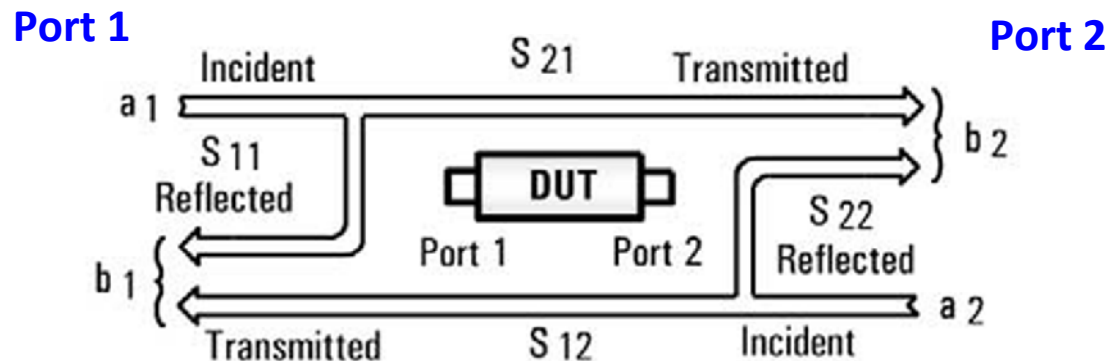 Port 1
Port 2
Incident
S 21
Transmitted
a 1
b 2
S 11
Reflected
DUT
S 22
Reflected
Port 1
Port 2
b 1
a 2
Transmitted
S 12
Incident